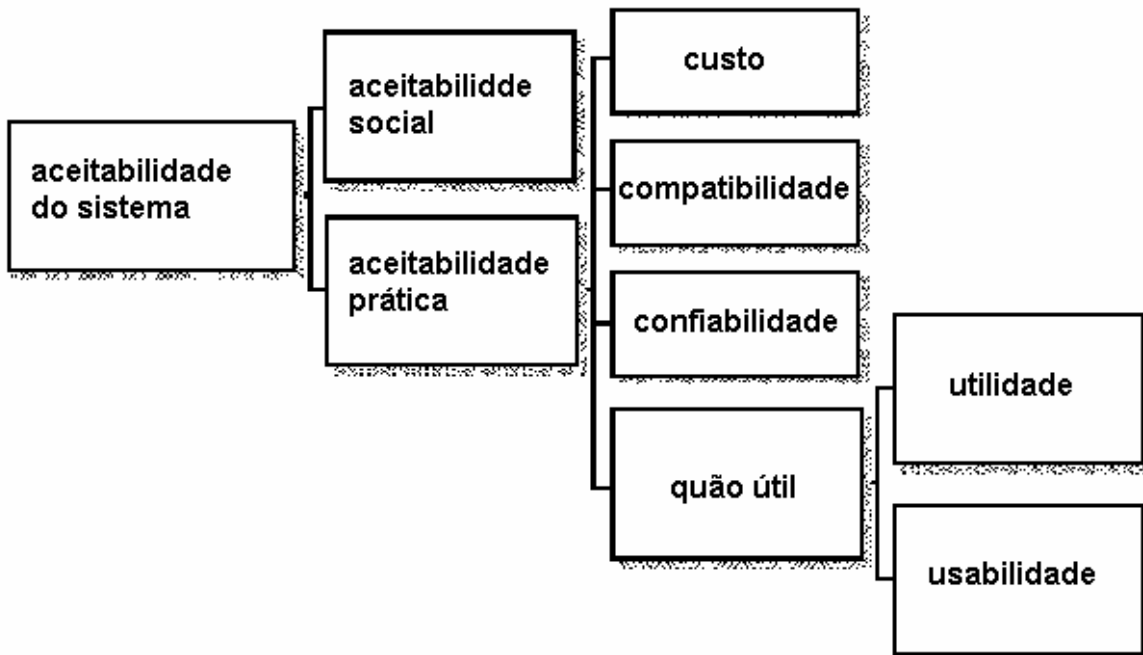 aceitabilidade
do sistema
aceitabilidde
social
aceitabilidade
prática
custo
compatibilidade
confiabilidade
quão útil
utilidade
usabilidade